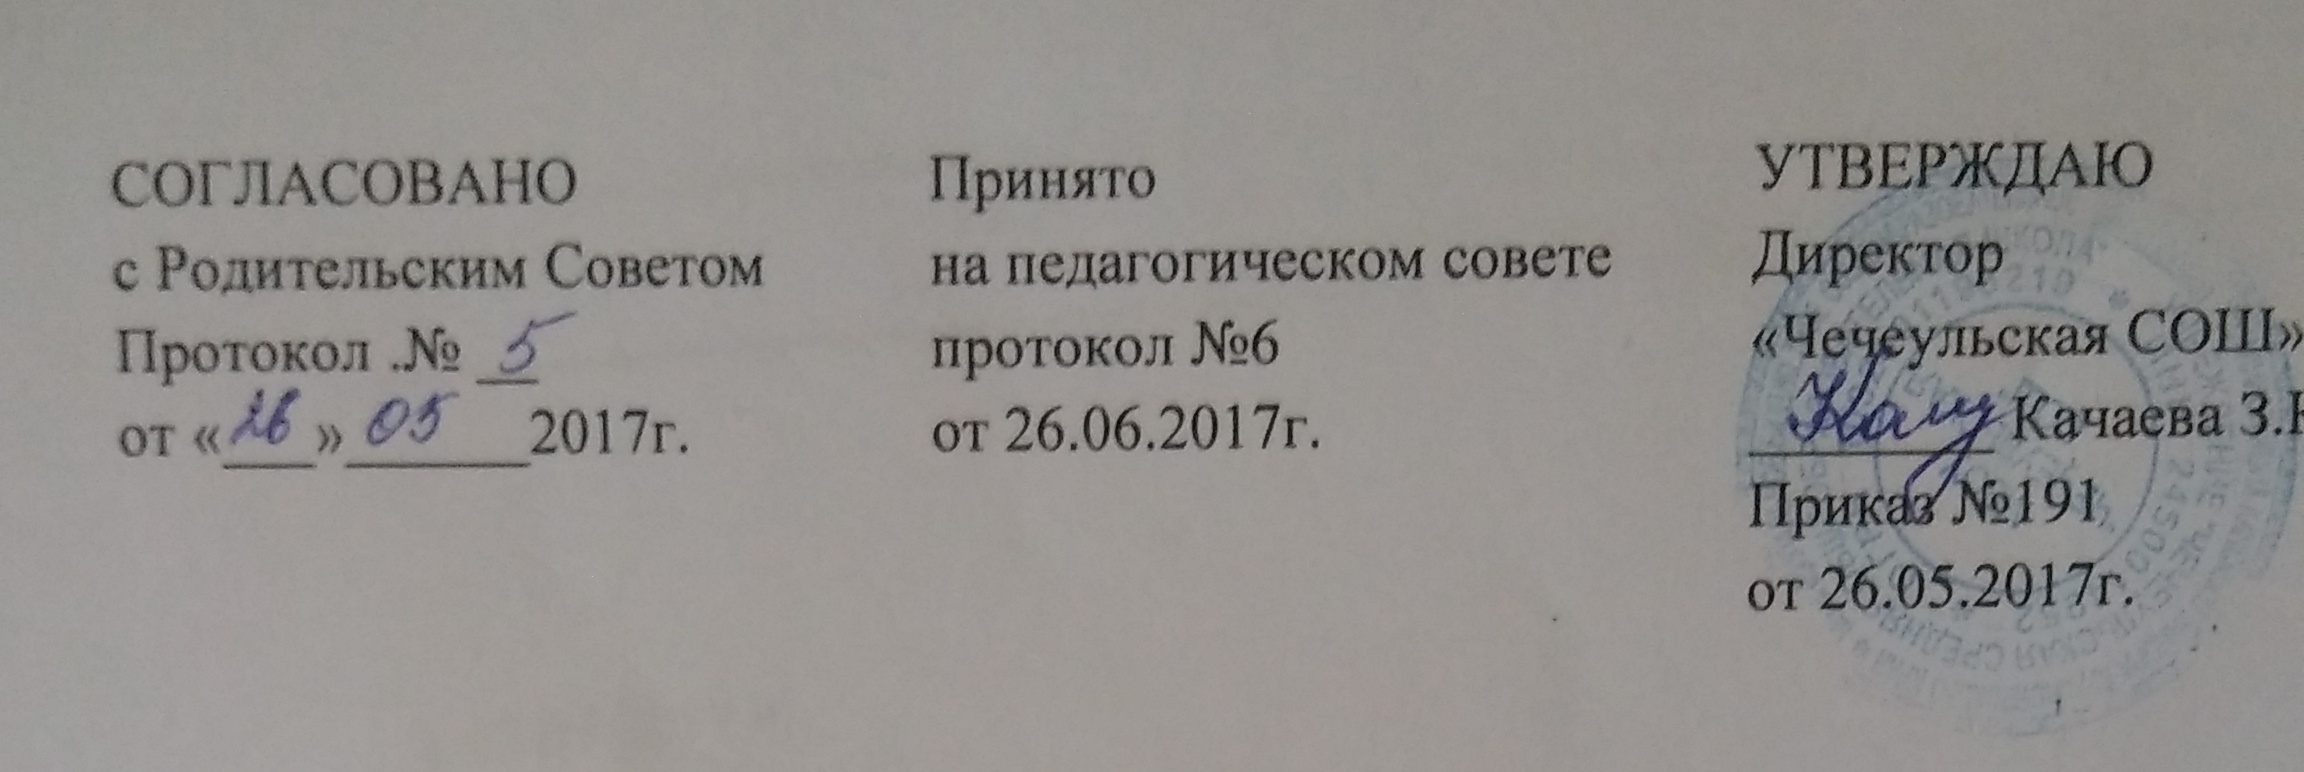 СОГЛАСОВАНО
с Родительским Советом
Протокол .№ 5
от «26» 05 2017г.
Принято
на педагогическом совете
протокол №6
от 26.06.2017г.
УТВЕРЖДАЮ
Директор
«Чечеульская СОШ»
Качаева З.
Приказ №191
от 26.05.2017г.